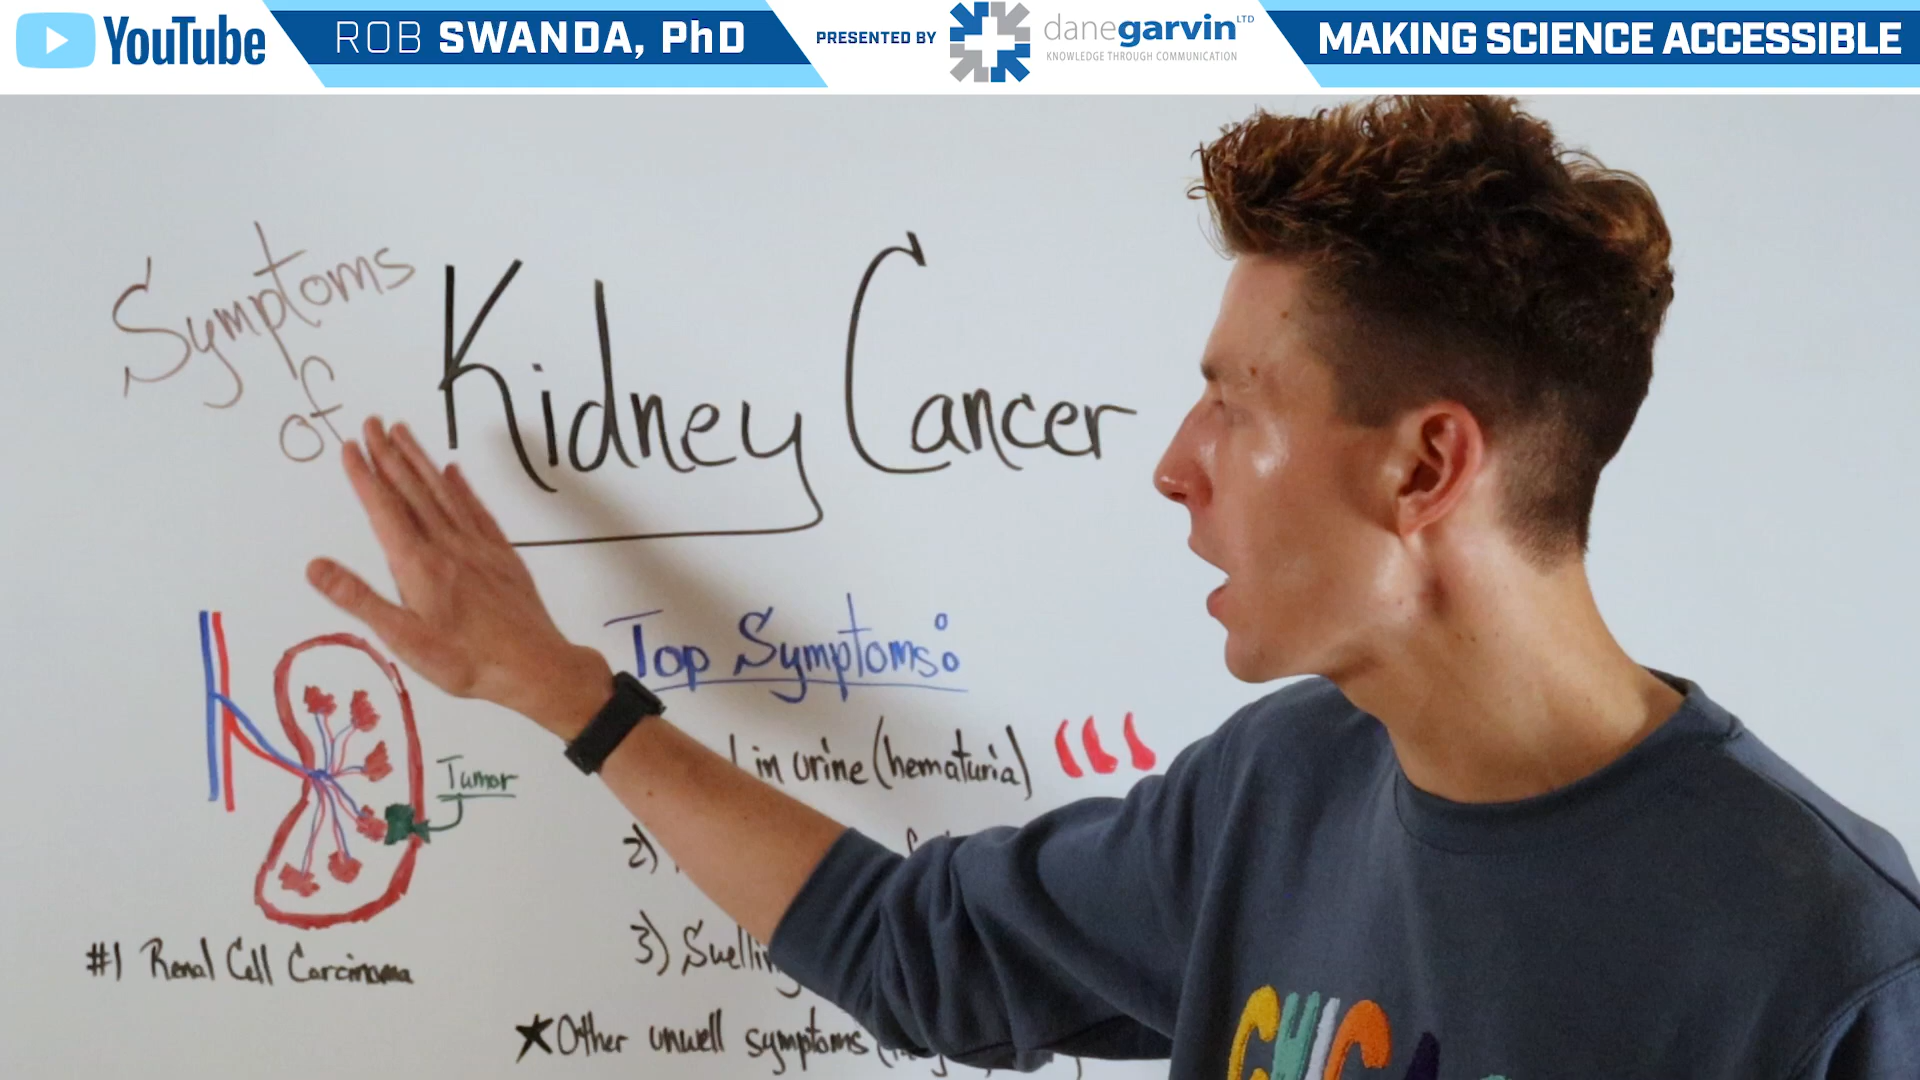 YouTube
ROB SWANDA, PhD
PRESENTED BY
danegarvin LTD
KNOWLEDGE THROUGH COMMUNICATION
MAKING SCIENCE ACCESSIBLE
Symptoms
of
Kidney Cancer
Top Symptoms:
in urine (hematuria)
Tumor
2)
3) Swelling
#1 Renal Cell Carcinoma
★Other unwell symptoms